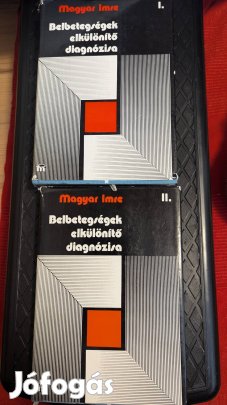 Magyar Imre I.
Belbetegségek
elkülönítő
diagnózisa
Magyar Imre II.
Belbetegségek
elkülönítő
diagnózisa
Jófogás